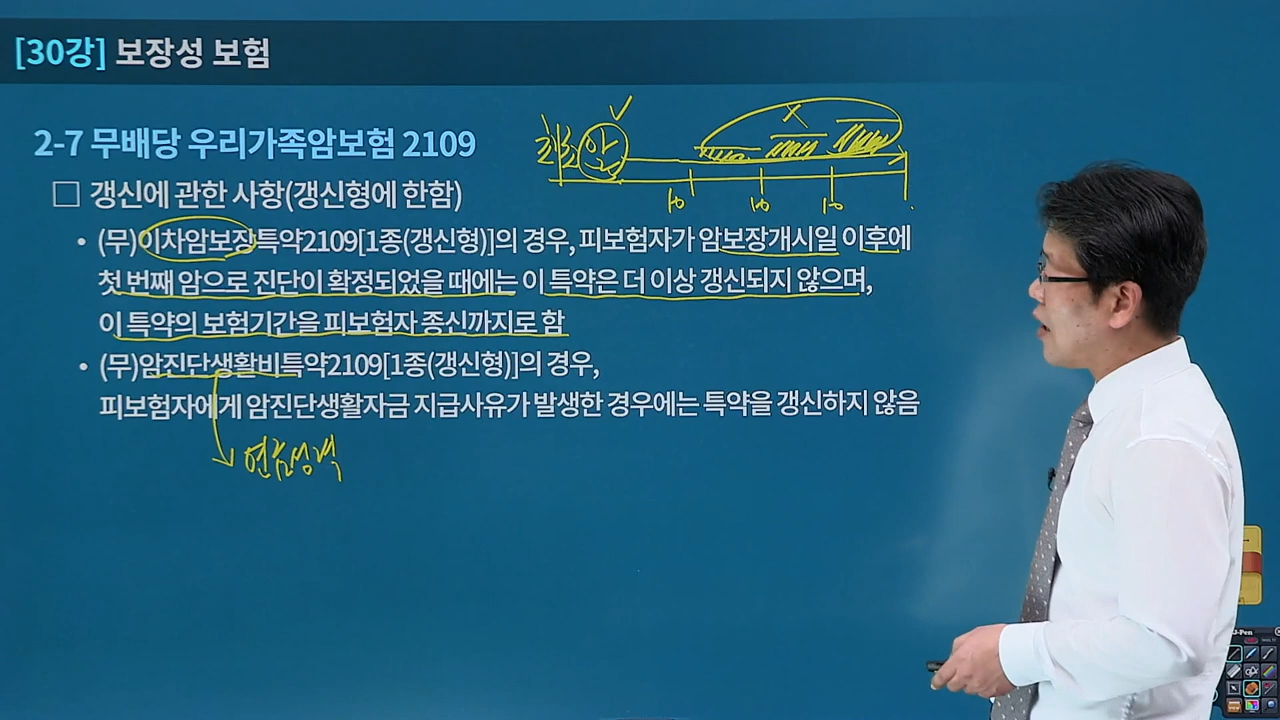 [30강] 보장성 보험
2-7 무배당 우리가족암보험 2109
최초 암
X
10 10 10
□ 갱신에 관한 사항(갱신형에 한함)
• (무)이차암보장특약2109[1종(갱신형)]의 경우, 피보험자가 암보장개시일 이후에
첫 번째 암으로 진단이 확정되었을 때에는 이 특약은 더 이상 갱신되지 않으며,
이 특약의 보험기간을 피보험자 종신까지로 함
• (무)암진단생활비특약2109[1종(갱신형)]의 경우,
피보험자에게 암진단생활자금 지급사유가 발생한 경우에는 특약을 갱신하지 않음
연금성격